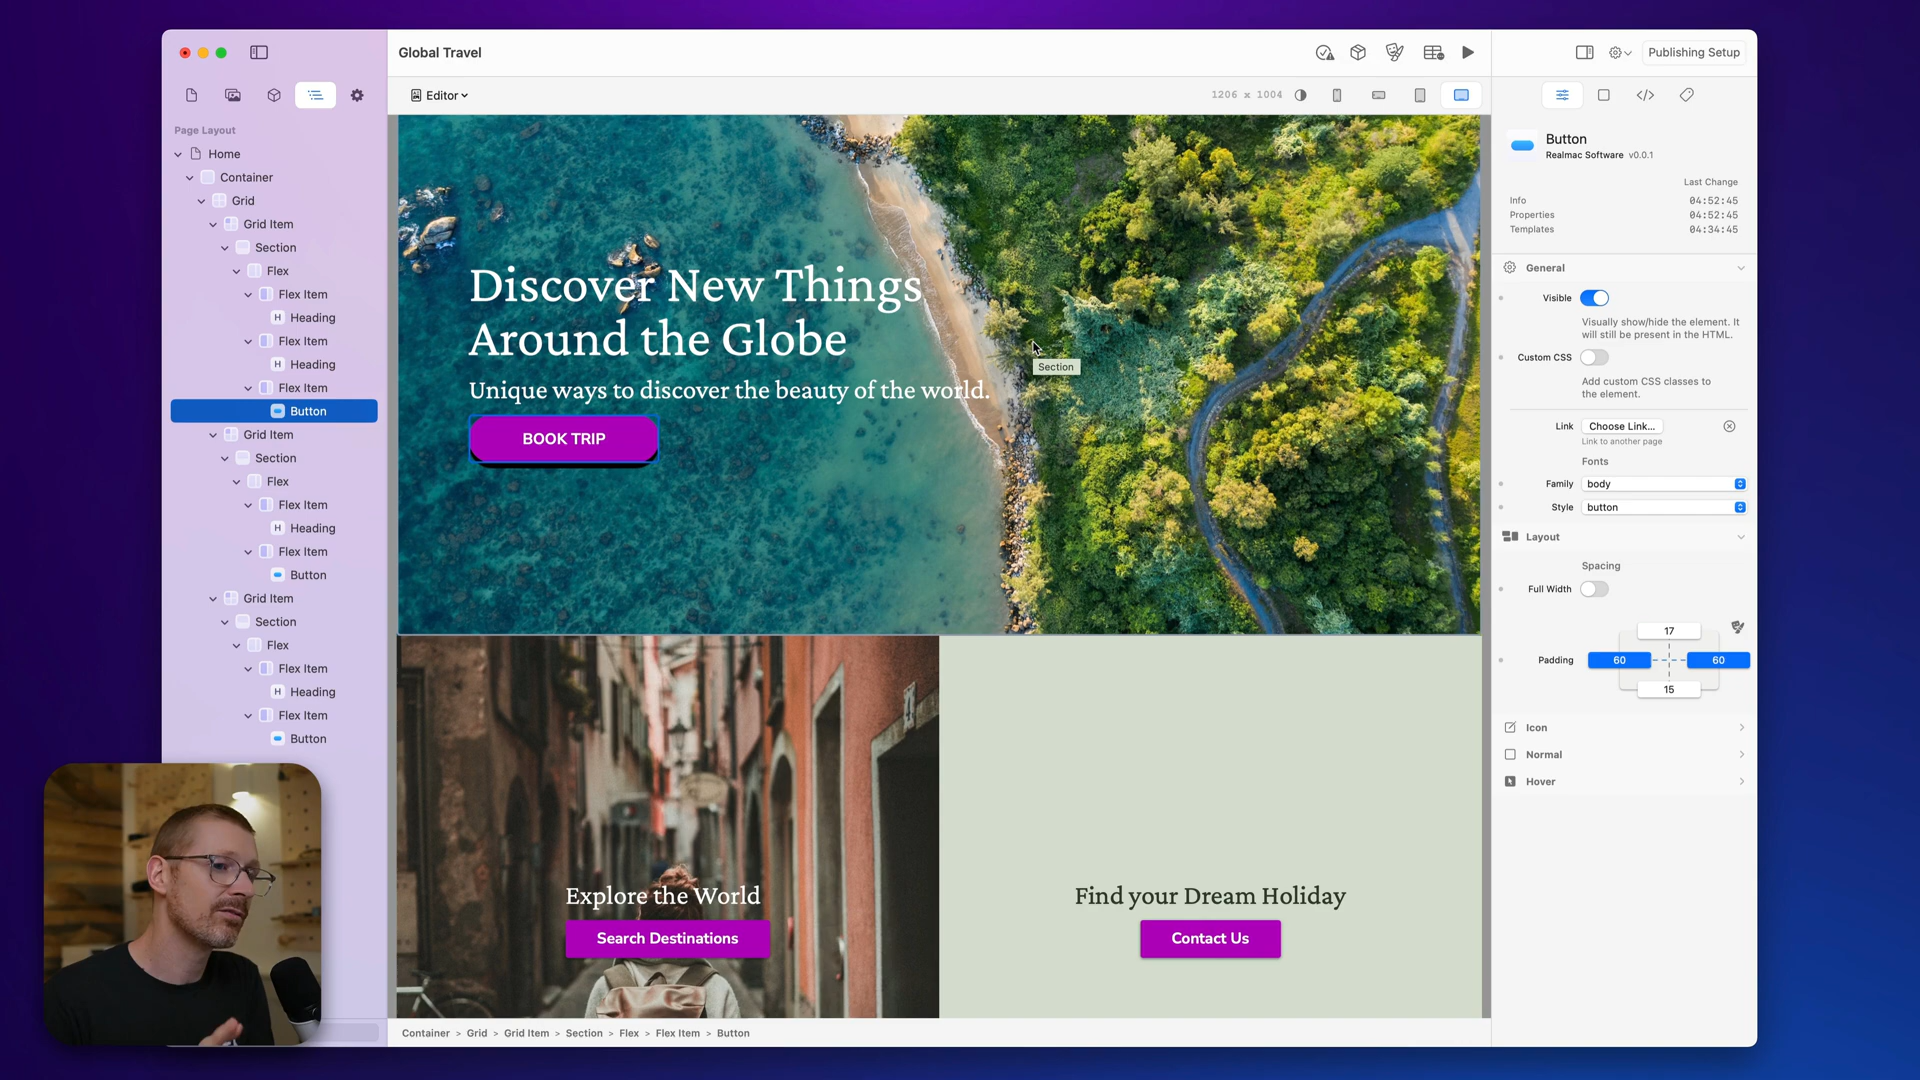 Global Travel
Publishing Setup
Editor
1206 × 1004
Page Layout
Home
Container
Grid
Grid Item
Section
Flex
Flex Item
H Heading
Flex Item
H Heading
Flex Item
Button
Grid Item
Section
Flex
Flex Item
H Heading
Flex Item
Button
Grid Item
Section
Flex
Flex Item
H Heading
Flex Item
Button
Discover New Things
Around the Globe
Unique ways to discover the beauty of the world.
BOOK TRIP
Section
Explore the World
Search Destinations
Find your Dream Holiday
Contact Us
Container > Grid > Grid Item > Section > Flex > Flex Item > Button
Button
Realmac Software v0.0.1
Last Change
Info 04:52:45
Properties 04:52:45
Templates 04:34:45
General
Visible
Visually show/hide the element. It
will still be present in the HTML.
Custom CSS
Add custom CSS classes to
the element.
Link Choose Link...
Link to another page
Fonts
Family body
Style button
Layout
Spacing
Full Width
17
Padding 60 60
15
Icon
Normal
Hover